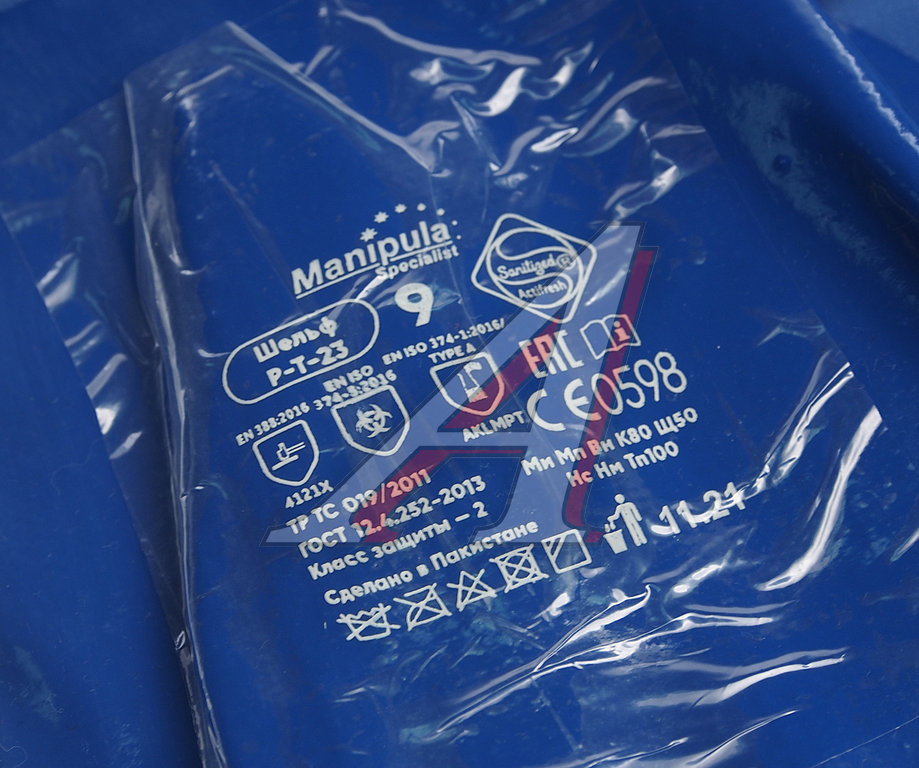 Manipula
Specialist
Sanitized®
Actifresh
9
Шельф
Р-Т-23
EN 388:2016
EN ISO
374-5:2016
EN ISO 374-1:2016/
TYPE A
4121X
AKLMPT
EAC
i
CE0598
Ми Мп Вн К80 Щ50
Нс Нм Тп100
ТР ТС 019/2011
ГОСТ 12.4.252-2013
Класс защиты – 2
Сделано в Пакистане
11.21